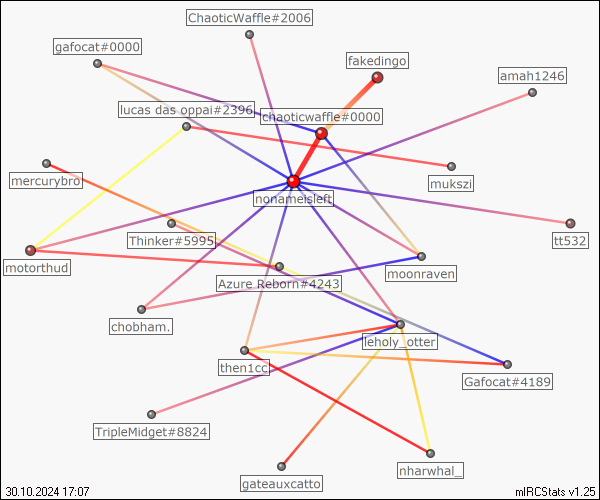 ChaoticWaffle#2006
gafocat#0000
fakedingo
amah1246
lucas das oppai#2396
chaoticwaffle#0000
mercurybro
mukszi
nonameisleft
Thinker#5995
tt532
motorthud
moonraven
Azure.Reborn#4243
chobham.
leholy_otter
then1cc
Gafocat#4189
TripleMidget#8824
nharwhal_
gateauxcatto
30.10.2024 17:07
mIRCStats v1.25